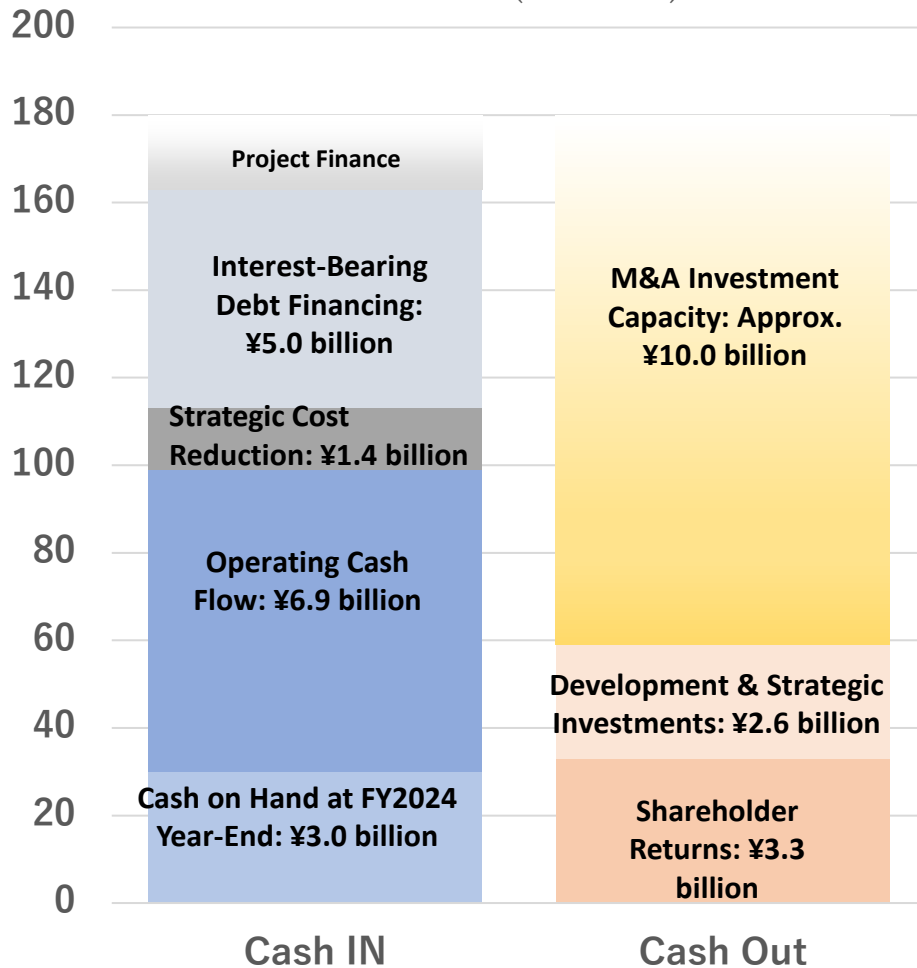 200
180
160
140
120
100
80
60
40
20
0
Project Finance
Interest-Bearing
Debt Financing:
¥5.0 billion
Strategic Cost
Reduction: ¥1.4 billion
Operating Cash
Flow: ¥6.9 billion
Cash on Hand at FY2024
Year-End: ¥3.0 billion
M&A Investment
Capacity: Approx.
¥10.0 billion
Development & Strategic
Investments: ¥2.6 billion
Shareholder
Returns: ¥3.3
billion
Cash IN
Cash Out